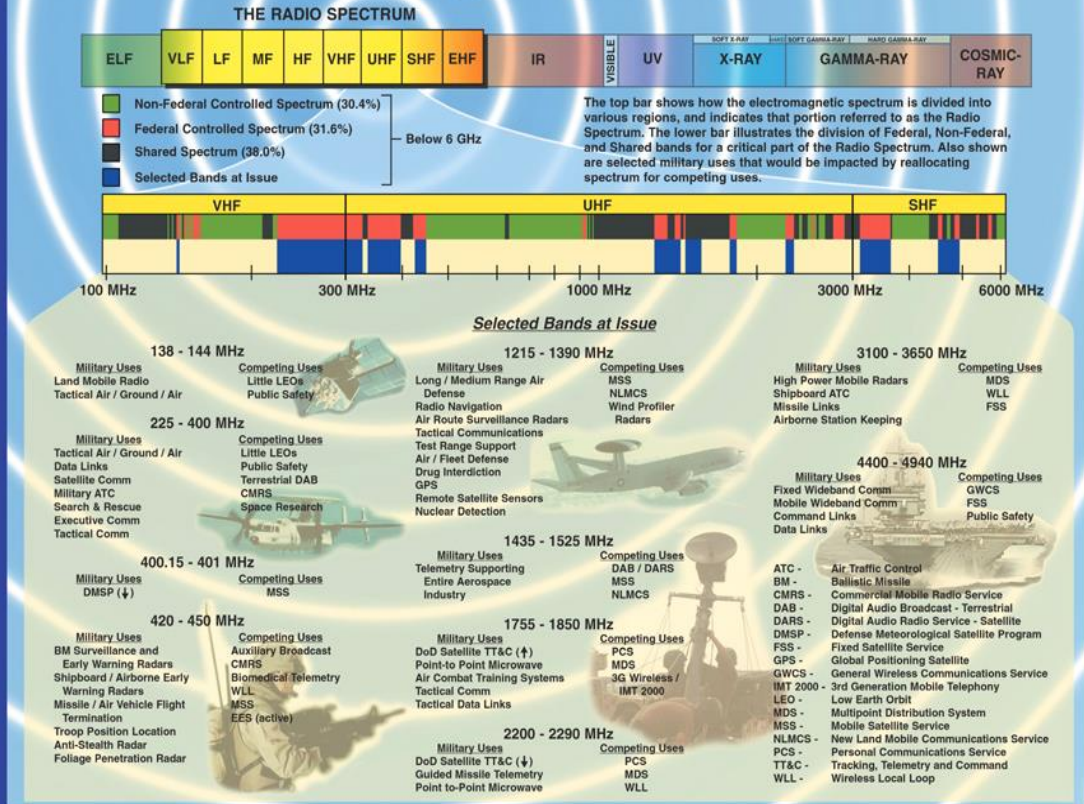 THE RADIO SPECTRUM
ELF
VLF
LF
MF
HF
VHF
UHF
SHF
EHF
IR
VISIBLE
UV
SOFT X-RAY
HARD
SOFT GAMMA-RAY
HARD GAMMA-RAY
X-RAY
GAMMA-RAY
COSMIC-
RAY
Non-Federal Controlled Spectrum (30.4%)
Federal Controlled Spectrum (31.6%)
Shared Spectrum (38.0%)
Selected Bands at Issue
Below 6 GHz
The top bar shows how the electromagnetic spectrum is divided into
various regions, and indicates that portion referred to as the Radio
Spectrum. The lower bar illustrates the division of Federal, Non-Federal,
and Shared bands for a critical part of the Radio Spectrum. Also shown
are selected military uses that would be impacted by reallocating
spectrum for competing uses.
VHF
UHF
SHF
100 MHz
300 MHz
1000 MHz
3000 MHz
6000 MHz
Selected Bands at Issue
138 - 144 MHz
Military Uses
Land Mobile Radio
Tactical Air / Ground / Air
Competing Uses
Little LEOs
Public Safety
225 - 400 MHz
Military Uses
Tactical Air / Ground / Air
Data Links
Satellite Comm
Military ATC
Search & Rescue
Executive Comm
Tactical Comm
Competing Uses
Little LEOs
Public Safety
Terrestrial DAB
CMRS
Space Research
400.15 - 401 MHz
Military Uses
DMSP (↓)
Competing Uses
MSS
420 - 450 MHz
Military Uses
BM Surveillance and
Early Warning Radars
Shipboard / Airborne Early
Warning Radars
Missile / Air Vehicle Flight
Termination
Troop Position Location
Anti-Stealth Radar
Foliage Penetration Radar
Competing Uses
Auxiliary Broadcast
CMRS
Biomedical Telemetry
WLL
MSS
EES (active)
1215 - 1390 MHz
Military Uses
Long / Medium Range Air
Defense
Radio Navigation
Air Route Surveillance Radars
Tactical Communications
Test Range Support
Air / Fleet Defense
Drug Interdiction
GPS
Remote Satellite Sensors
Nuclear Detection
Competing Uses
MSS
NLMCS
Wind Profiler
Radars
1435 - 1525 MHz
Military Uses
Telemetry Supporting
Entire Aerospace
Industry
Competing Uses
DAB / DARS
MSS
NLMCS
1755 - 1850 MHz
Military Uses
DoD Satellite TT&C (↑)
Point-to Point Microwave
Air Combat Training Systems
Tactical Comm
Tactical Data Links
Competing Uses
PCS
MDS
3G Wireless /
IMT 2000
2200 - 2290 MHz
Military Uses
DoD Satellite TT&C (↓)
Guided Missile Telemetry
Point to-Point Microwave
Competing Uses
PCS
MDS
WLL
3100 - 3650 MHz
Military Uses
High Power Mobile Radars
Shipboard ATC
Missile Links
Airborne Station Keeping
Competing Uses
MDS
WLL
FSS
4400 - 4940 MHz
Military Uses
Fixed Wideband Comm
Mobile Wideband Comm
Command Links
Data Links
Competing Uses
GWCS
FSS
Public Safety
ATC - Air Traffic Control
BM - Ballistic Missile
CMRS - Commercial Mobile Radio Service
DAB - Digital Audio Broadcast - Terrestrial
DARS - Digital Audio Radio Service - Satellite
DMSP - Defense Meteorological Satellite Program
FSS - Fixed Satellite Service
GPS - Global Positioning Satellite
GWCS - General Wireless Communications Service
IMT 2000 - 3rd Generation Mobile Telephony
LEO - Low Earth Orbit
MDS - Multipoint Distribution System
MSS - Mobile Satellite Service
NLMCS - New Land Mobile Communications Service
PCS - Personal Communications Service
TT&C - Tracking, Telemetry and Command
WLL - Wireless Local Loop